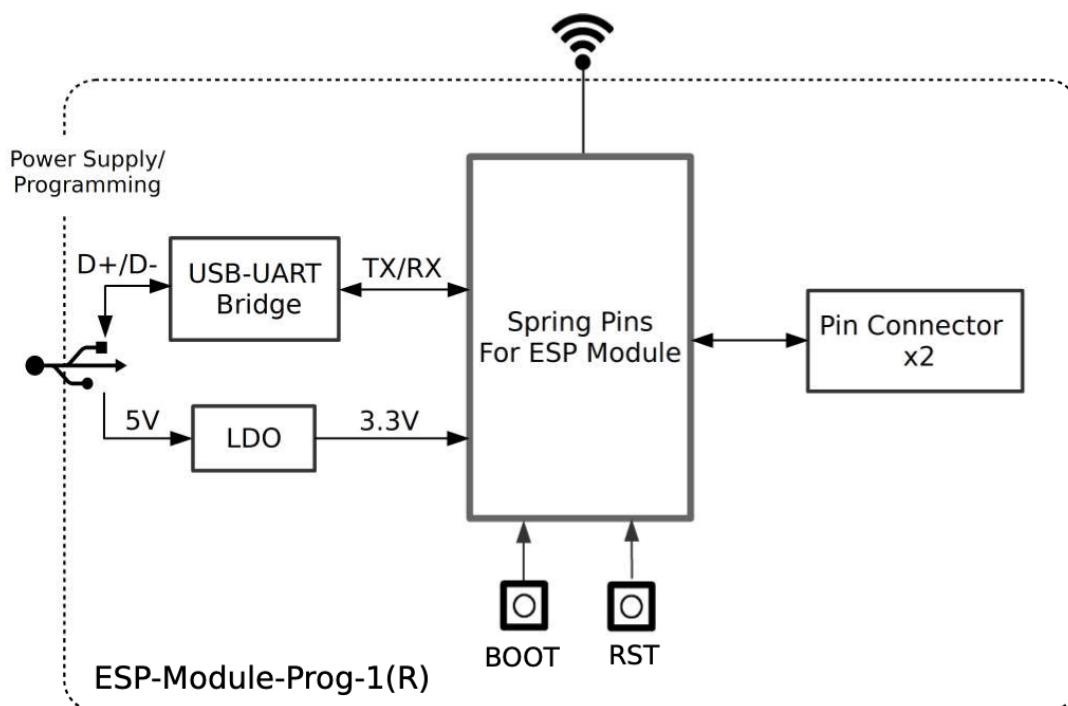 Power Supply/
Programming
D+/D-
USB-UART
Bridge
TX/RX
Spring Pins
For ESP Module
Pin Connector
x2
5V
LDO
3.3V
BOOT
RST
ESP-Module-Prog-1(R)